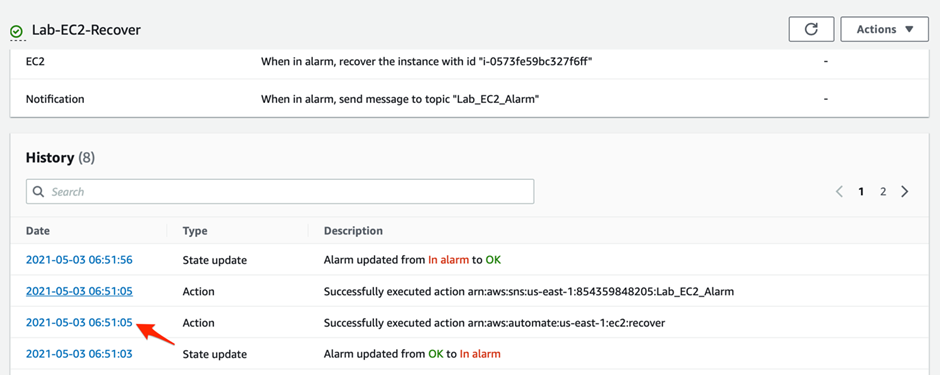 Lab-EC2-Recover
Actions
EC2 When in alarm, recover the instance with id "i-0573fe59bc327f6ff" -
Notification When in alarm, send message to topic "Lab_EC2_Alarm" -
History (8)
Search
1 2
Date Type Description
2021-05-03 06:51:56 State update Alarm updated from In alarm to OK
2021-05-03 06:51:05 Action Successfully executed action arn:aws:sns:us-east-1:854359848205:Lab_EC2_Alarm
2021-05-03 06:51:05 Action Successfully executed action arn:aws:automate:us-east-1:ec2:recover
2021-05-03 06:51:03 State update Alarm updated from OK to In alarm